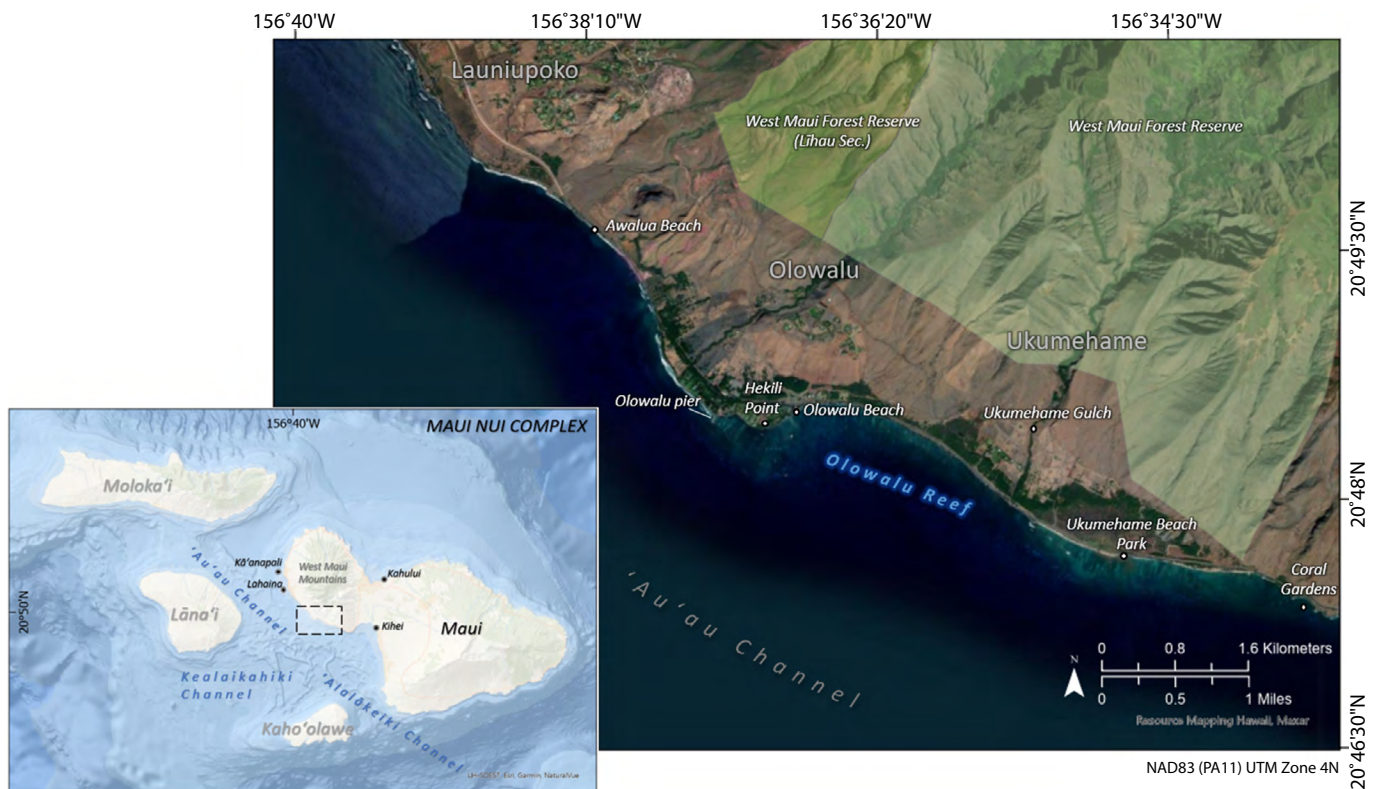 156˚40'W
156˚38'10"W
156˚36'20"W
156˚34'30"W
Launiupoko
West Maui Forest Reserve
(Līhau Sec.)
West Maui Forest Reserve
Awalua Beach
20˚49'30"N
Olowalu
Ukumehame
Hekili
Point
Olowalu pier
Olowalu Beach
Ukumehame Gulch
Olowalu Reef
20˚48'N
Ukumehame Beach
Park
Coral
Gardens
'Au'au Channel
N
0 0.8 1.6 Kilometers
0 0.5 1 Miles
Resource Mapping Hawaii, Maxar
20˚46'30"N
NAD83 (PA11) UTM Zone 4N
156°40'W
MAUI NUI COMPLEX
Moloka'i
'Au'au Channel
Kā'anapali
Lahaina
West Maui
Mountains
Kahului
Lāna'i
20°50'N
Kihei
Maui
Kealaikahiki
Channel
'Alalākeiki Channel
Kaho'olawe
Esri, Garmin, NaturalVue